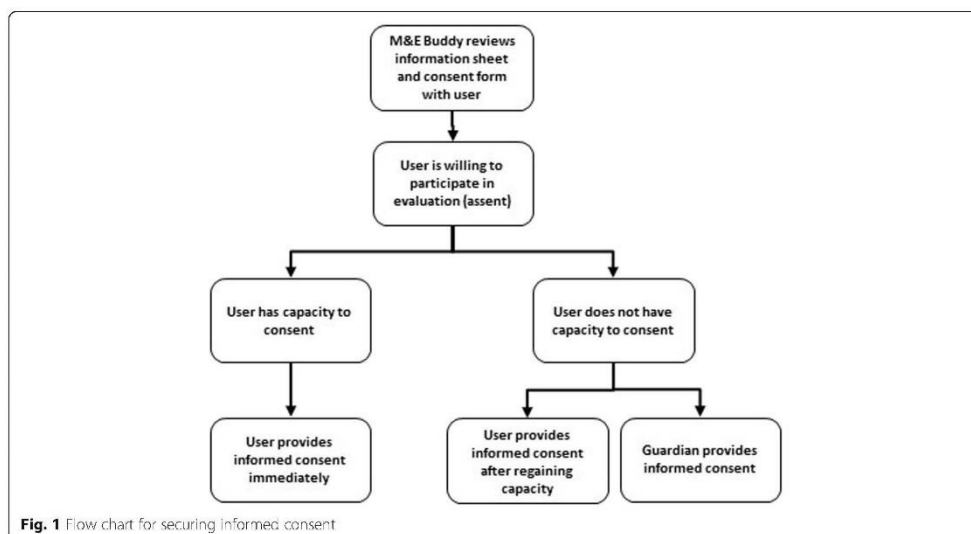 M&E Buddy reviews
information sheet
and consent form
with user
User is willing to
participate in
evaluation (assent)
User has capacity to
consent
User does not have
capacity to consent
User provides
informed consent
immediately
User provides
informed consent
after regaining
capacity
Guardian provides
informed consent
Fig. 1 Flow chart for securing informed consent